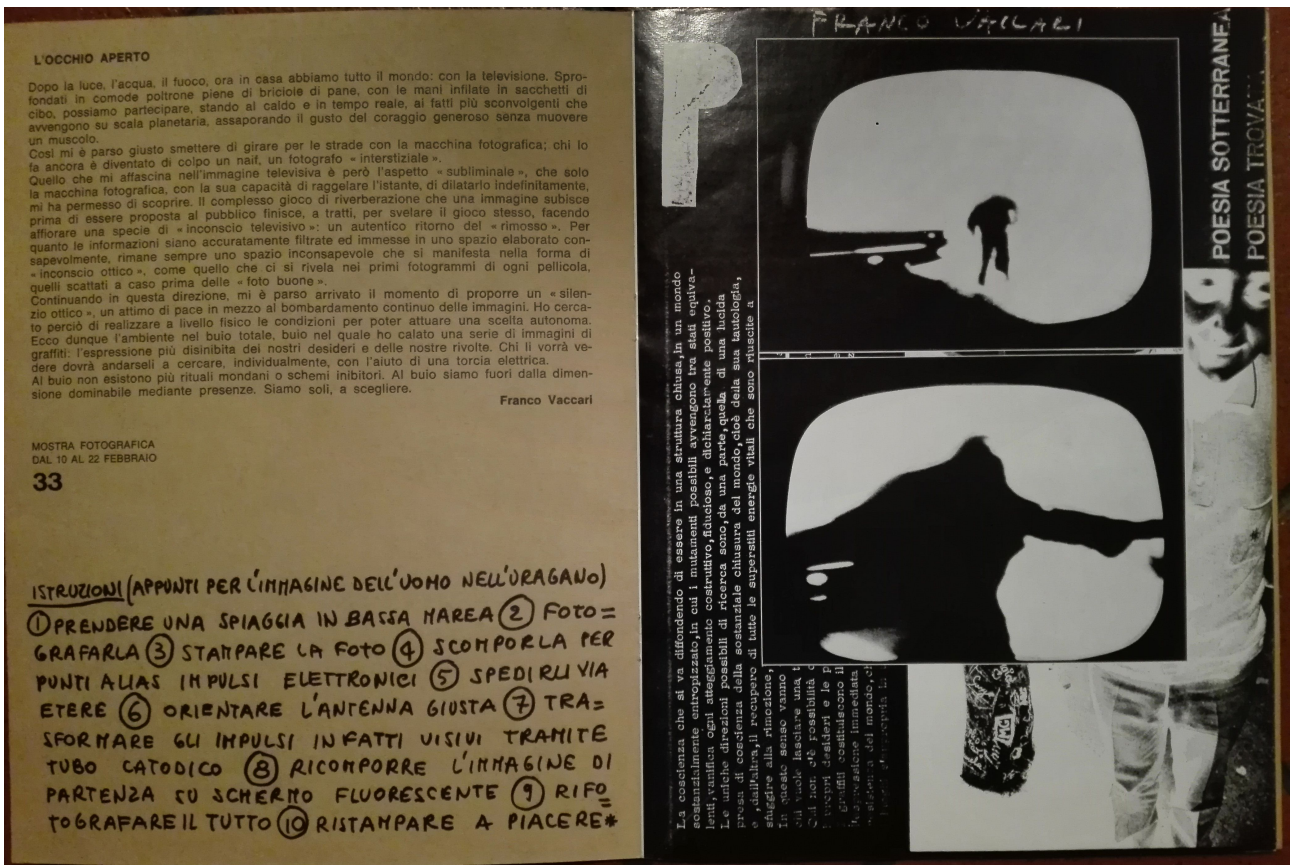 L'OCCHIO APERTO
Dopo la luce, l'acqua, il fuoco, ora in casa abbiamo tutto il mondo: con la televisione. Spro-
fondati in comode poltrone piene di briciole di pane, con le mani infilate in sacchetti di
cibo, possiamo partecipare, stando al caldo e in tempo reale, ai fatti più sconvolgenti che
avvengono su scala planetaria, assaporando il gusto del coraggio generoso senza muovere
un muscolo.
Così mi è parso giusto smettere di girare per le strade con la macchina fotografica; chi lo
fa ancora è diventato di colpo un naif, un fotografo « interstiziale ».
Quello che mi affascina nell'immagine televisiva è però l'aspetto « subliminale », che solo
la macchina fotografica, con la sua capacità di raggelare l'istante, di dilatarlo indefinitamente,
mi ha permesso di scoprire. Il complesso gioco di riverberazione che una immagine subisce
prima di essere proposta al pubblico finisce, a tratti, per svelare il gioco stesso, facendo
affiorare una specie di « inconscio televisivo »: un autentico ritorno del « rimosso ». Per
quanto le informazioni siano accuratamente filtrate ed immesse in uno spazio elaborato con-
sapevolmente, rimane sempre uno spazio inconsapevole che si manifesta nella forma di
« inconscio ottico », come quello che ci si rivela nei primi fotogrammi di ogni pellicola,
quelli scattati a caso prima delle « foto buone ».
Continuando in questa direzione, mi è parso arrivato il momento di proporre un « silen-
zio ottico », un attimo di pace in mezzo al bombardamento continuo delle immagini. Ho cerca-
to perciò di realizzare a livello fisico le condizioni per poter attuare una scelta autonoma.
Ecco dunque l'ambiente nel buio totale, buio nel quale ho calato una serie di immagini di
graffiti: l'espressione più disinibita dei nostri desideri e delle nostre rivolte. Chi li vorrà ve-
dere dovrà andarseli a cercare, individualmente, con l'aiuto di una torcia elettrica.
Al buio non esistono più rituali mondani o schemi inibitori. Al buio siamo fuori dalla dimen-
sione dominabile mediante presenze. Siamo soli, a scegliere.
Franco Vaccari
MOSTRA FOTOGRAFICA
DAL 10 AL 22 FEBBRAIO
33
ISTRUZIONI (APPUNTI PER L'IMMAGINE DELL'UOMO NELL'URAGANO)
① PRENDERE UNA SPIAGGIA IN BASSA MAREA ② FOTO=
GRAFARLA ③ STAMPARE LA FOTO ④ SCOMPORLA PER
PUNTI ALIAS IMPULSI ELETTRONICI ⑤ SPEDIRLI VIA
ETERE ⑥ ORIENTARE L'ANTENNA GIUSTA ⑦ TRA=
SFORMARE GLI IMPULSI IN FATTI VISIVI TRAMITE
TUBO CATODICO ⑧ RICOMPORRE L'IMMAGINE DI
PARTENZA SU SCHERMO FLUORESCENTE ⑨ RIFO=
TOGRAFARE IL TUTTO ⑩ RISTAMPARE A PIACERE*
FRANCO VACCARI
P
POESIA SOTTERRANEA
POESIA TROVATA
La coscienza che si va diffondendo di essere in una struttura chiusa, in un mondo
sostanzialmente entropizzato, in cui i mutamenti possibili avvengono tra stati equiva-
lenti, vanifica ogni atteggiamento costruttivo, fiducioso, e dichiaratamente positivo.
Le uniche direzioni possibili di ricerca sono, da una parte, quella di una lucida
presa di coscienza della sostanziale chiusura del mondo, cioè della sua tautologia,
e, dall'altra, il recupero di tutte le superstiti energie vitali che sono riuscite a
sfuggire alla rimozione,
In questo senso vanno
vuole lasciare una t
non c'è possibilità
propri desideri e le p
graffiti costituiscono il
espressione immediata
del mondo,